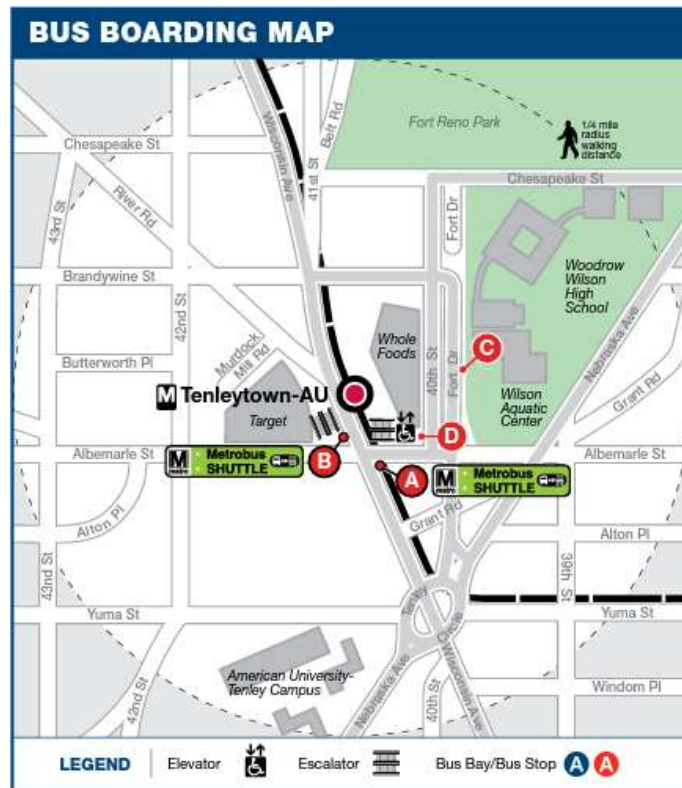 BUS BOARDING MAP
Fort Reno Park
1/4 mile
radius
walking
distance
Wisconsin Ave
Belt Rd
41st St
Chesapeake St
River Rd
43rd St
Chesapeake St
Fort Dr
Woodrow
Wilson
High
School
Brandywine St
42nd St
Murdock
Mill Rd
Butterworth Pl
Whole
Foods
40th St
Fort Dr
C
Nebraska Ave
Grant Rd
M Tenleytown-AU
Target
Wilson
Aquatic
Center
D
B
Albemarle St
Albemarle St
M
metro
Metrobus
SHUTTLE
A
M
metro
Metrobus
SHUTTLE
Grant Rd
Alton Pl
Alton Pl
39th St
43nd St
Yuma St
Tenley
Circle
Yuma St
American University-
Tenley Campus
42nd St
Nebraska Ave
40th St
Wisconsin Ave
Windom Pl
LEGEND
Elevator
Escalator
Bus Bay/Bus Stop A A